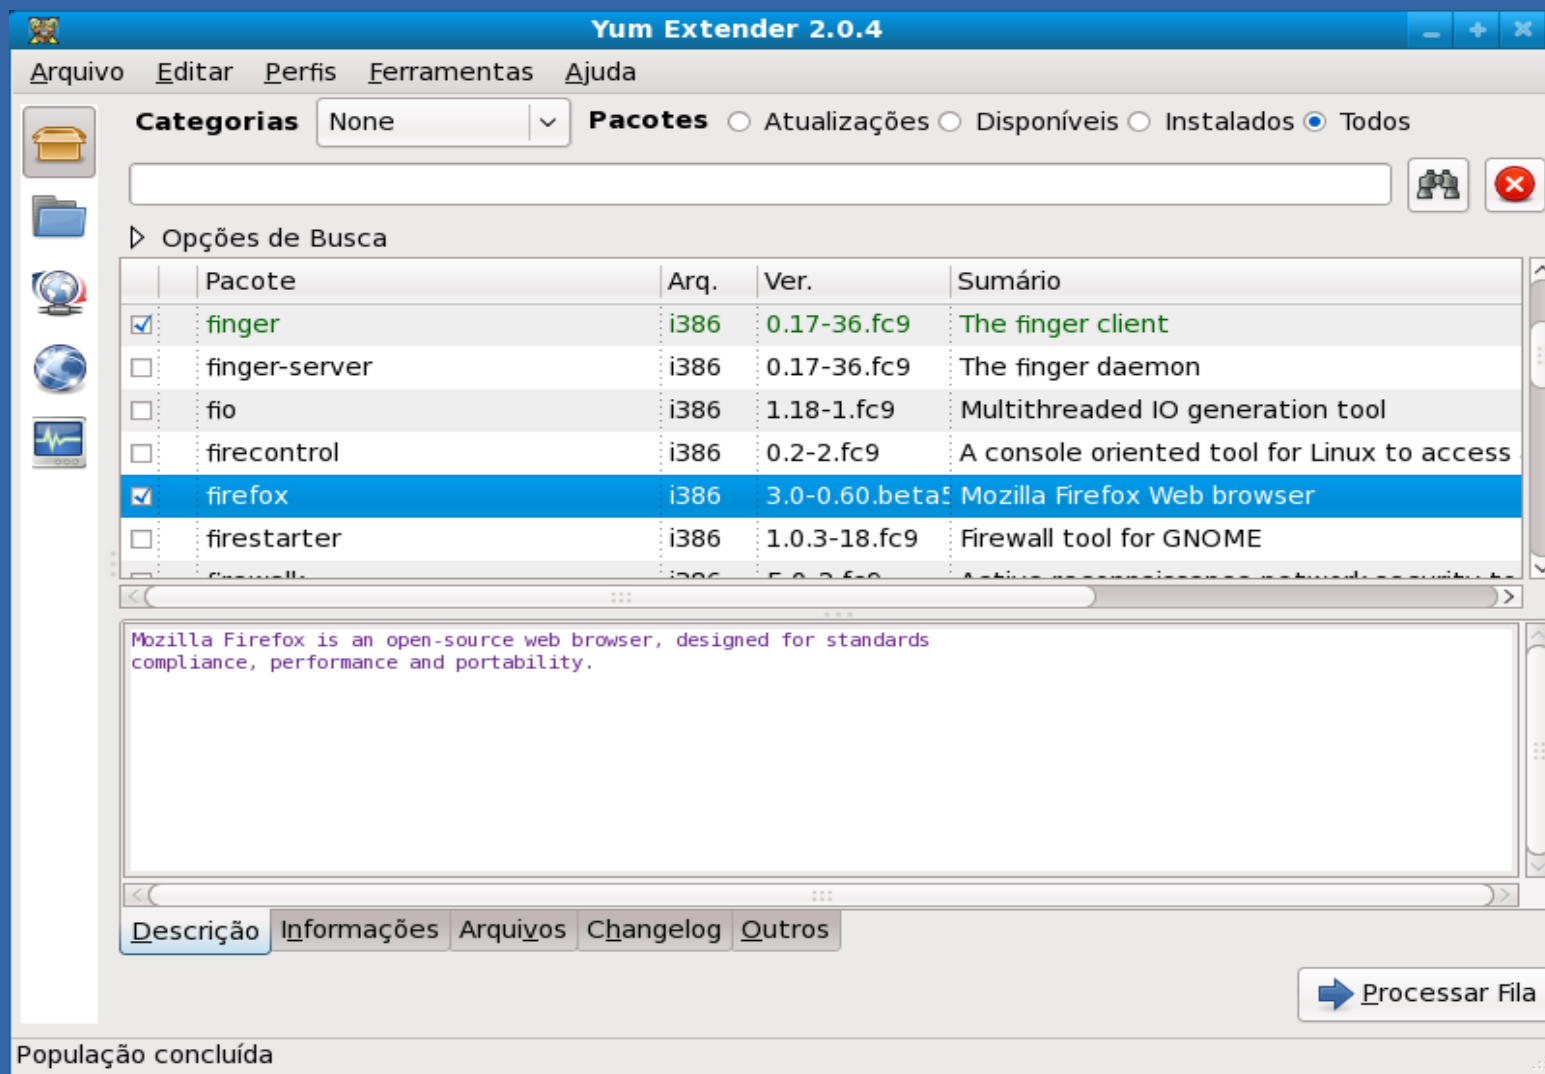 Yum Extender 2.0.4
Arquivo Editar Perfis Ferramentas Ajuda
Categorias None Pacotes Atualizações Disponíveis Instalados Todos
Opções de Busca
Pacote Arq. Ver. Sumário
finger i386 0.17-36.fc9 The finger client
finger-server i386 0.17-36.fc9 The finger daemon
fio i386 1.18-1.fc9 Multithreaded IO generation tool
firecontrol i386 0.2-2.fc9 A console oriented tool for Linux to access
firefox i386 3.0-0.60.beta5 Mozilla Firefox Web browser
firestarter i386 1.0.3-18.fc9 Firewall tool for GNOME
Mozilla Firefox is an open-source web browser, designed for standards
compliance, performance and portability.
Descrição Informações Arquivos Changelog Outros
Processar Fila
População concluída